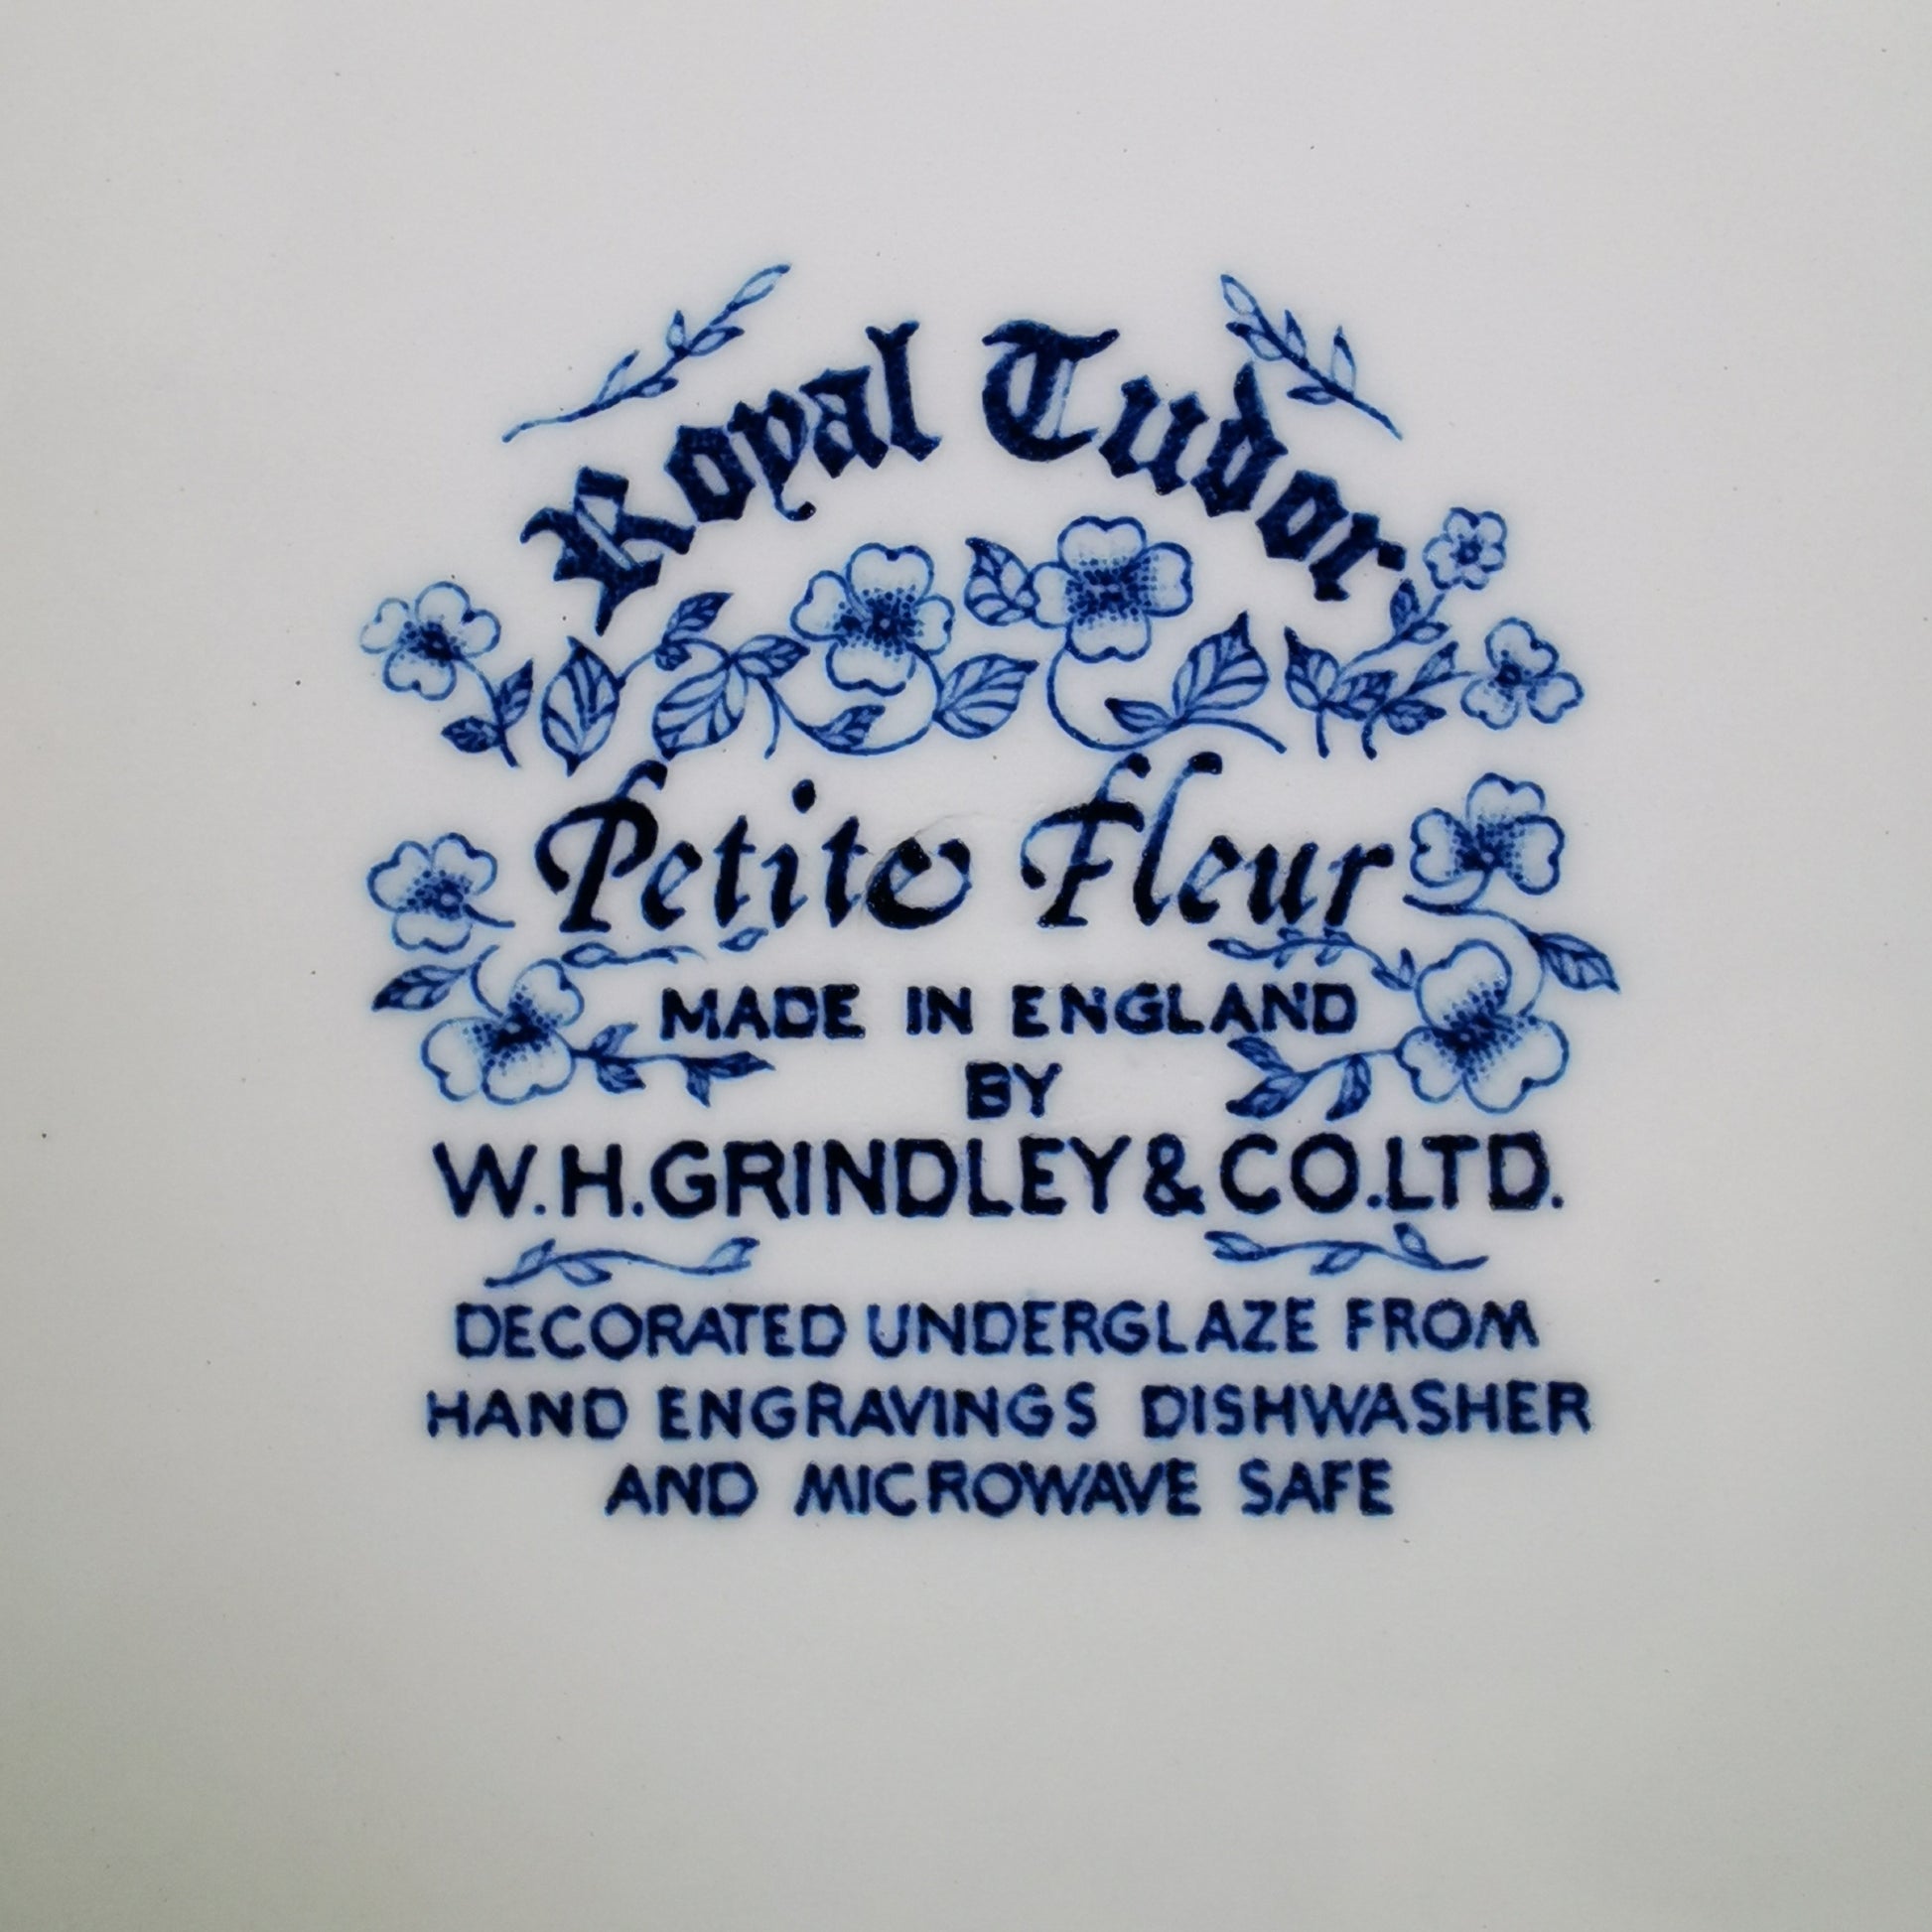 Royal Tudor
Petite Fleur
MADE IN ENGLAND
BY
W.H.GRINDLEY & CO.LTD.
DECORATED UNDERGLAZE FROM
HAND ENGRAVINGS DISHWASHER
AND MICROWAVE SAFE